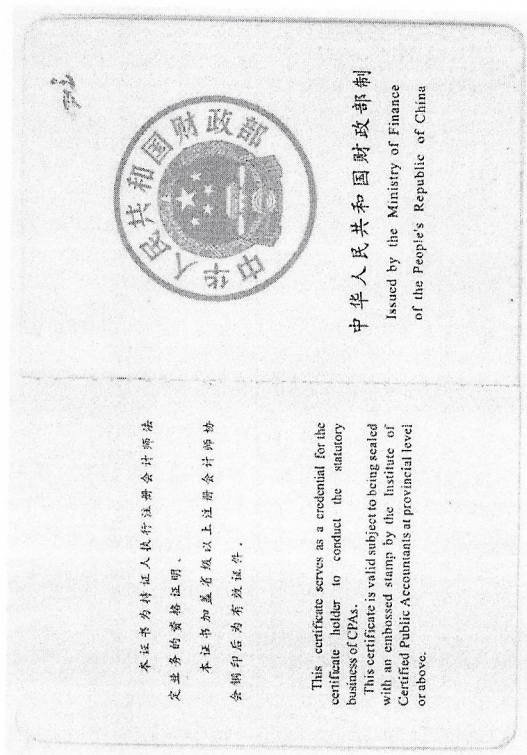 本证书为持证人执行注册会计师法
定业务的资格证明。
本证书加盖省级以上注册会计师协
会钢印后为有效证件。
This certificate serves as a credential for the
certificate holder to conduct the statutory
business of CPAs.
This certificate is valid subject to being sealed
with an embossed stamp by the Institute of
Certified Public Accountants at provincial level
or above.
中华人民共和国财政部
中华人民共和国财政部制
Issued by the Ministry of Finance
of the People's Republic of China